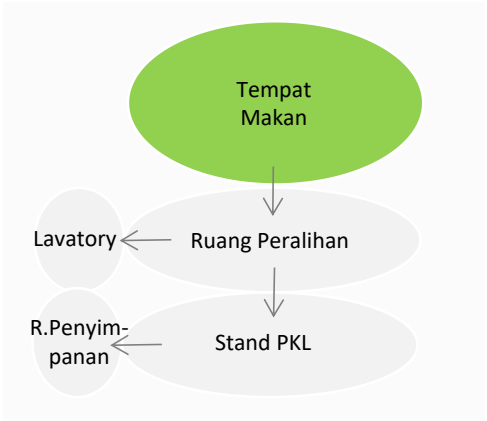 Tempat
Makan
Lavatory
Ruang Peralihan
R.Penyim-
panan
Stand PKL